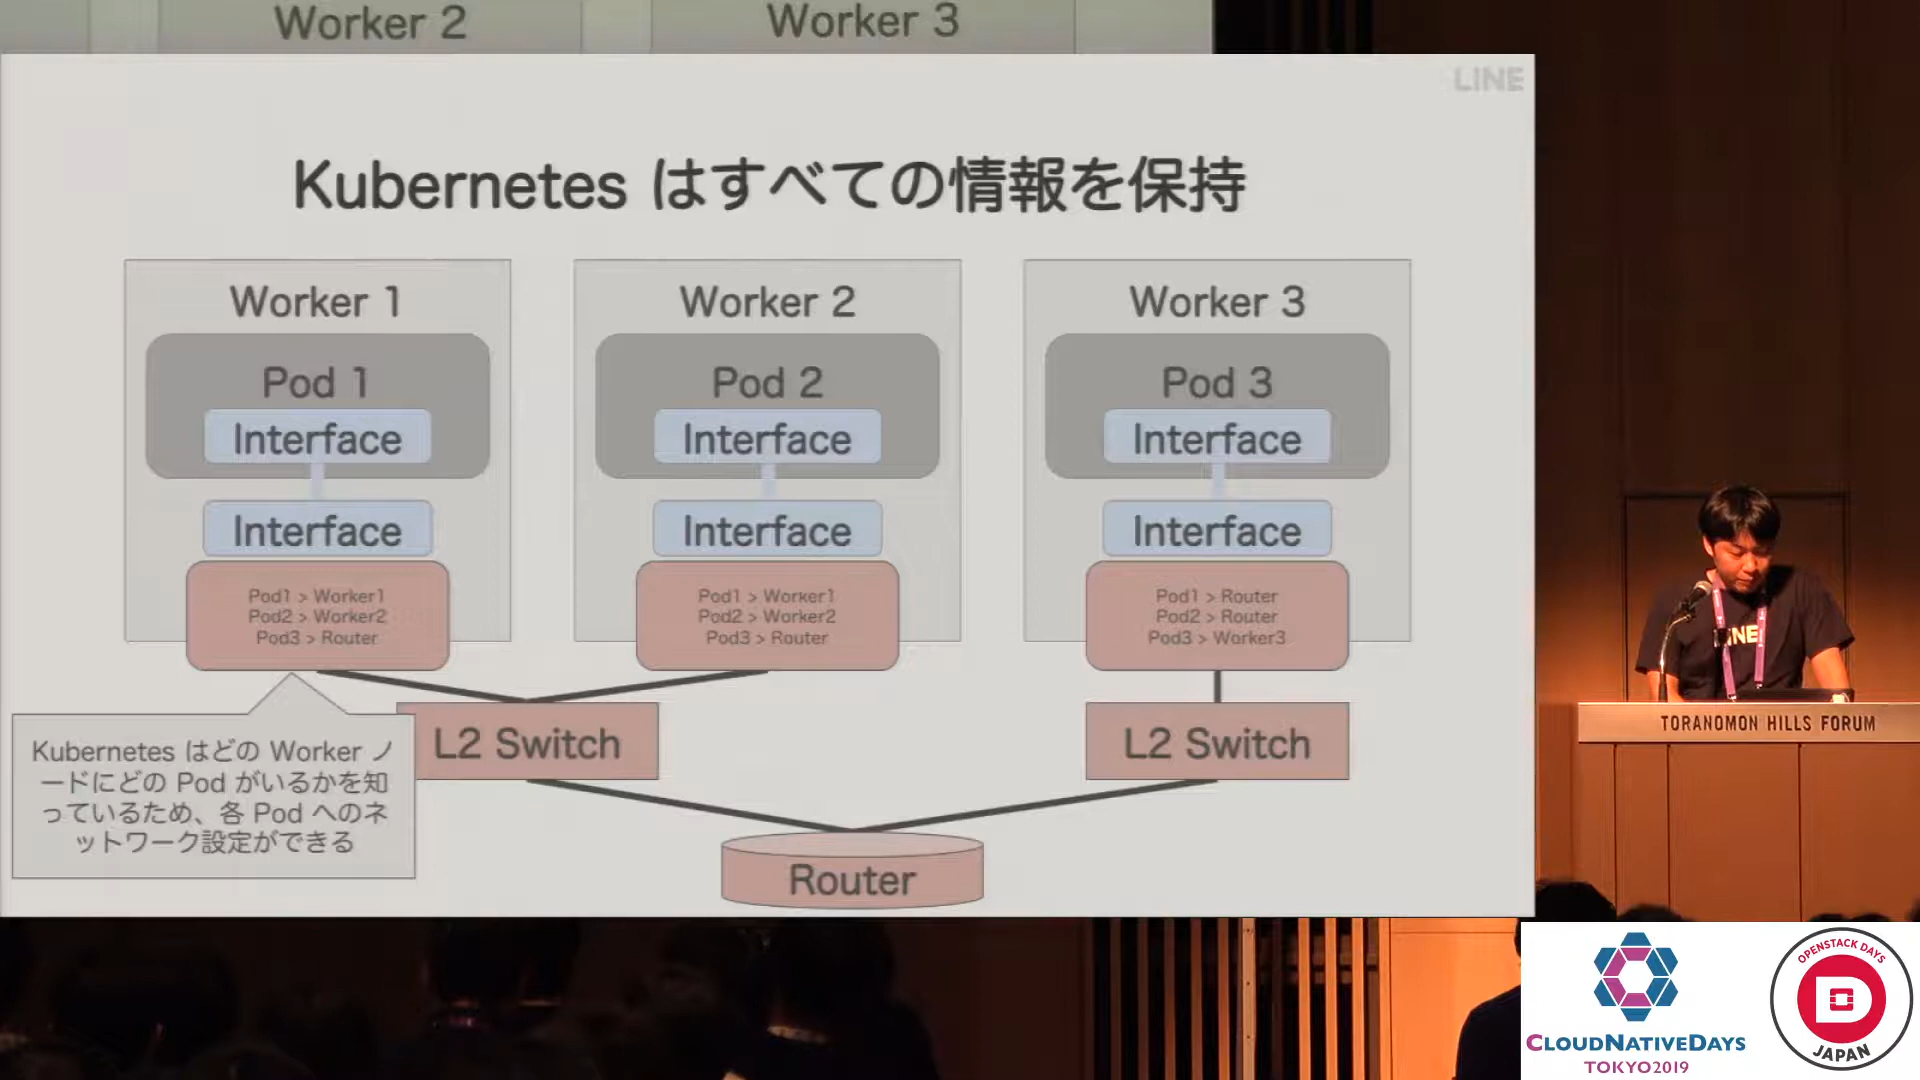 Worker 2
Worker 3
LINE
Kubernetes はすべての情報を保持
Worker 1
Worker 2
Worker 3
Pod 1
Pod 2
Pod 3
Interface
Interface
Interface
Interface
Interface
Interface
Pod1 > Worker1
Pod2 > Worker2
Pod3 > Router
Pod1 > Worker1
Pod2 > Worker2
Pod3 > Router
Pod1 > Router
Pod2 > Router
Pod3 > Worker3
L2 Switch
L2 Switch
Kubernetes はどの Worker ノ
ードにどの Pod がいるかを知
っているため、各 Pod へのネ
ットワーク設定ができる
Router
TORANOMON HILLS FORUM
CLOUDNATIVEDAYS
TOKYO2019
OPENSTACK DAYS
JAPAN